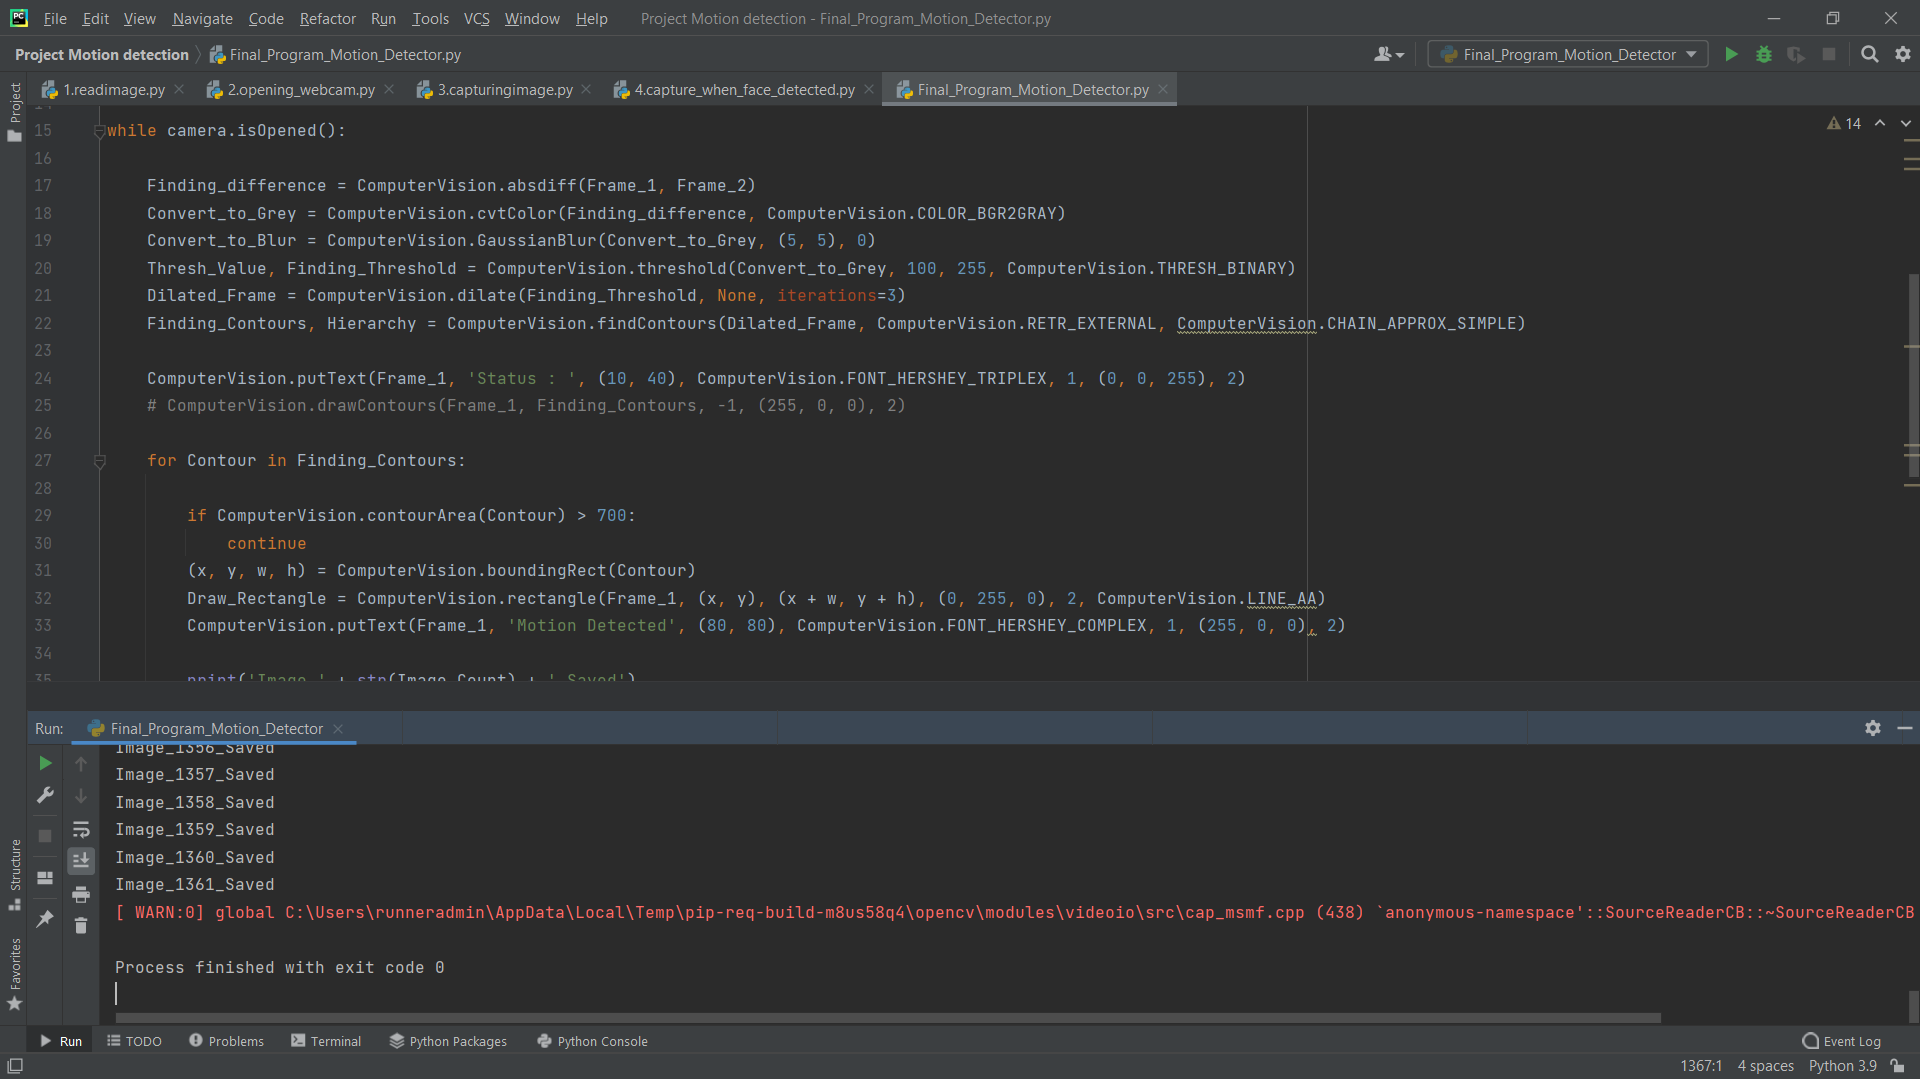 File Edit View Navigate Code Refactor Run Tools VCS Window Help Project Motion detection - Final_Program_Motion_Detector.py
Project Motion detection Final_Program_Motion_Detector.py Final_Program_Motion_Detector
1.readimage.py 2.opening_webcam.py 3.capturingimage.py 4.capture_when_face_detected.py Final_Program_Motion_Detector.py
Project
14
15 while camera.isOpened():
16
17 Finding_difference = ComputerVision.absdiff(Frame_1, Frame_2)
18 Convert_to_Grey = ComputerVision.cvtColor(Finding_difference, ComputerVision.COLOR_BGR2GRAY)
19 Convert_to_Blur = ComputerVision.GaussianBlur(Convert_to_Grey, (5, 5), 0)
20 Thresh_Value, Finding_Threshold = ComputerVision.threshold(Convert_to_Grey, 100, 255, ComputerVision.THRESH_BINARY)
21 Dilated_Frame = ComputerVision.dilate(Finding_Threshold, None, iterations=3)
22 Finding_Contours, Hierarchy = ComputerVision.findContours(Dilated_Frame, ComputerVision.RETR_EXTERNAL, ComputerVision.CHAIN_APPROX_SIMPLE)
23
24 ComputerVision.putText(Frame_1, 'Status : ', (10, 40), ComputerVision.FONT_HERSHEY_TRIPLEX, 1, (0, 0, 255), 2)
25 # ComputerVision.drawContours(Frame_1, Finding_Contours, -1, (255, 0, 0), 2)
26
27 for Contour in Finding_Contours:
28
29 if ComputerVision.contourArea(Contour) > 700:
30 continue
31 (x, y, w, h) = ComputerVision.boundingRect(Contour)
32 Draw_Rectangle = ComputerVision.rectangle(Frame_1, (x, y), (x + w, y + h), (0, 255, 0), 2, ComputerVision.LINE_AA)
33 ComputerVision.putText(Frame_1, 'Motion Detected', (80, 80), ComputerVision.FONT_HERSHEY_COMPLEX, 1, (255, 0, 0), 2)
34
35 print('Image_' + str(Image_Count) + '_Saved')
Run: Final_Program_Motion_Detector
Image_1356_Saved
Image_1357_Saved
Image_1358_Saved
Image_1359_Saved
Image_1360_Saved
Image_1361_Saved
[ WARN:0] global C:\Users\runneradmin\AppData\Local\Temp\pip-req-build-m8us58q4\opencv\modules\videoio\src\cap_msmf.cpp (438) `anonymous-namespace'::SourceReaderCB::~SourceReaderCB
Process finished with exit code 0
Structure
Favorites
Run TODO Problems Terminal Python Packages Python Console Event Log
1367:1 4 spaces Python 3.9